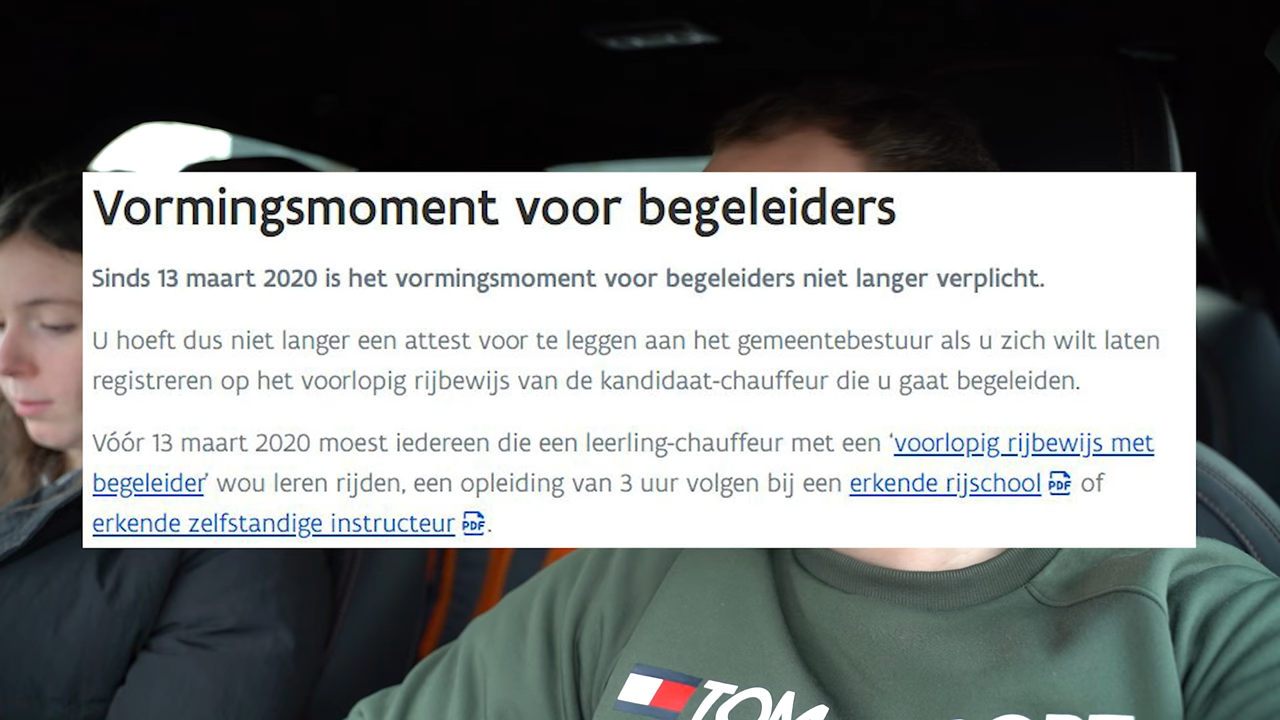 Vormingsmoment voor begeleiders
Sinds 13 maart 2020 is het vormingsmoment voor begeleiders niet langer verplicht.
U hoeft dus niet langer een attest voor te leggen aan het gemeentebestuur als u zich wilt laten
registreren op het voorlopig rijbewijs van de kandidaat-chauffeur die u gaat begeleiden.
Vóór 13 maart 2020 moest iedereen die een leerling-chauffeur met een ‘voorlopig rijbewijs met
begeleider’ wou leren rijden, een opleiding van 3 uur volgen bij een erkende rijschool PDF of
erkende zelfstandige instructeur PDF.
TOM